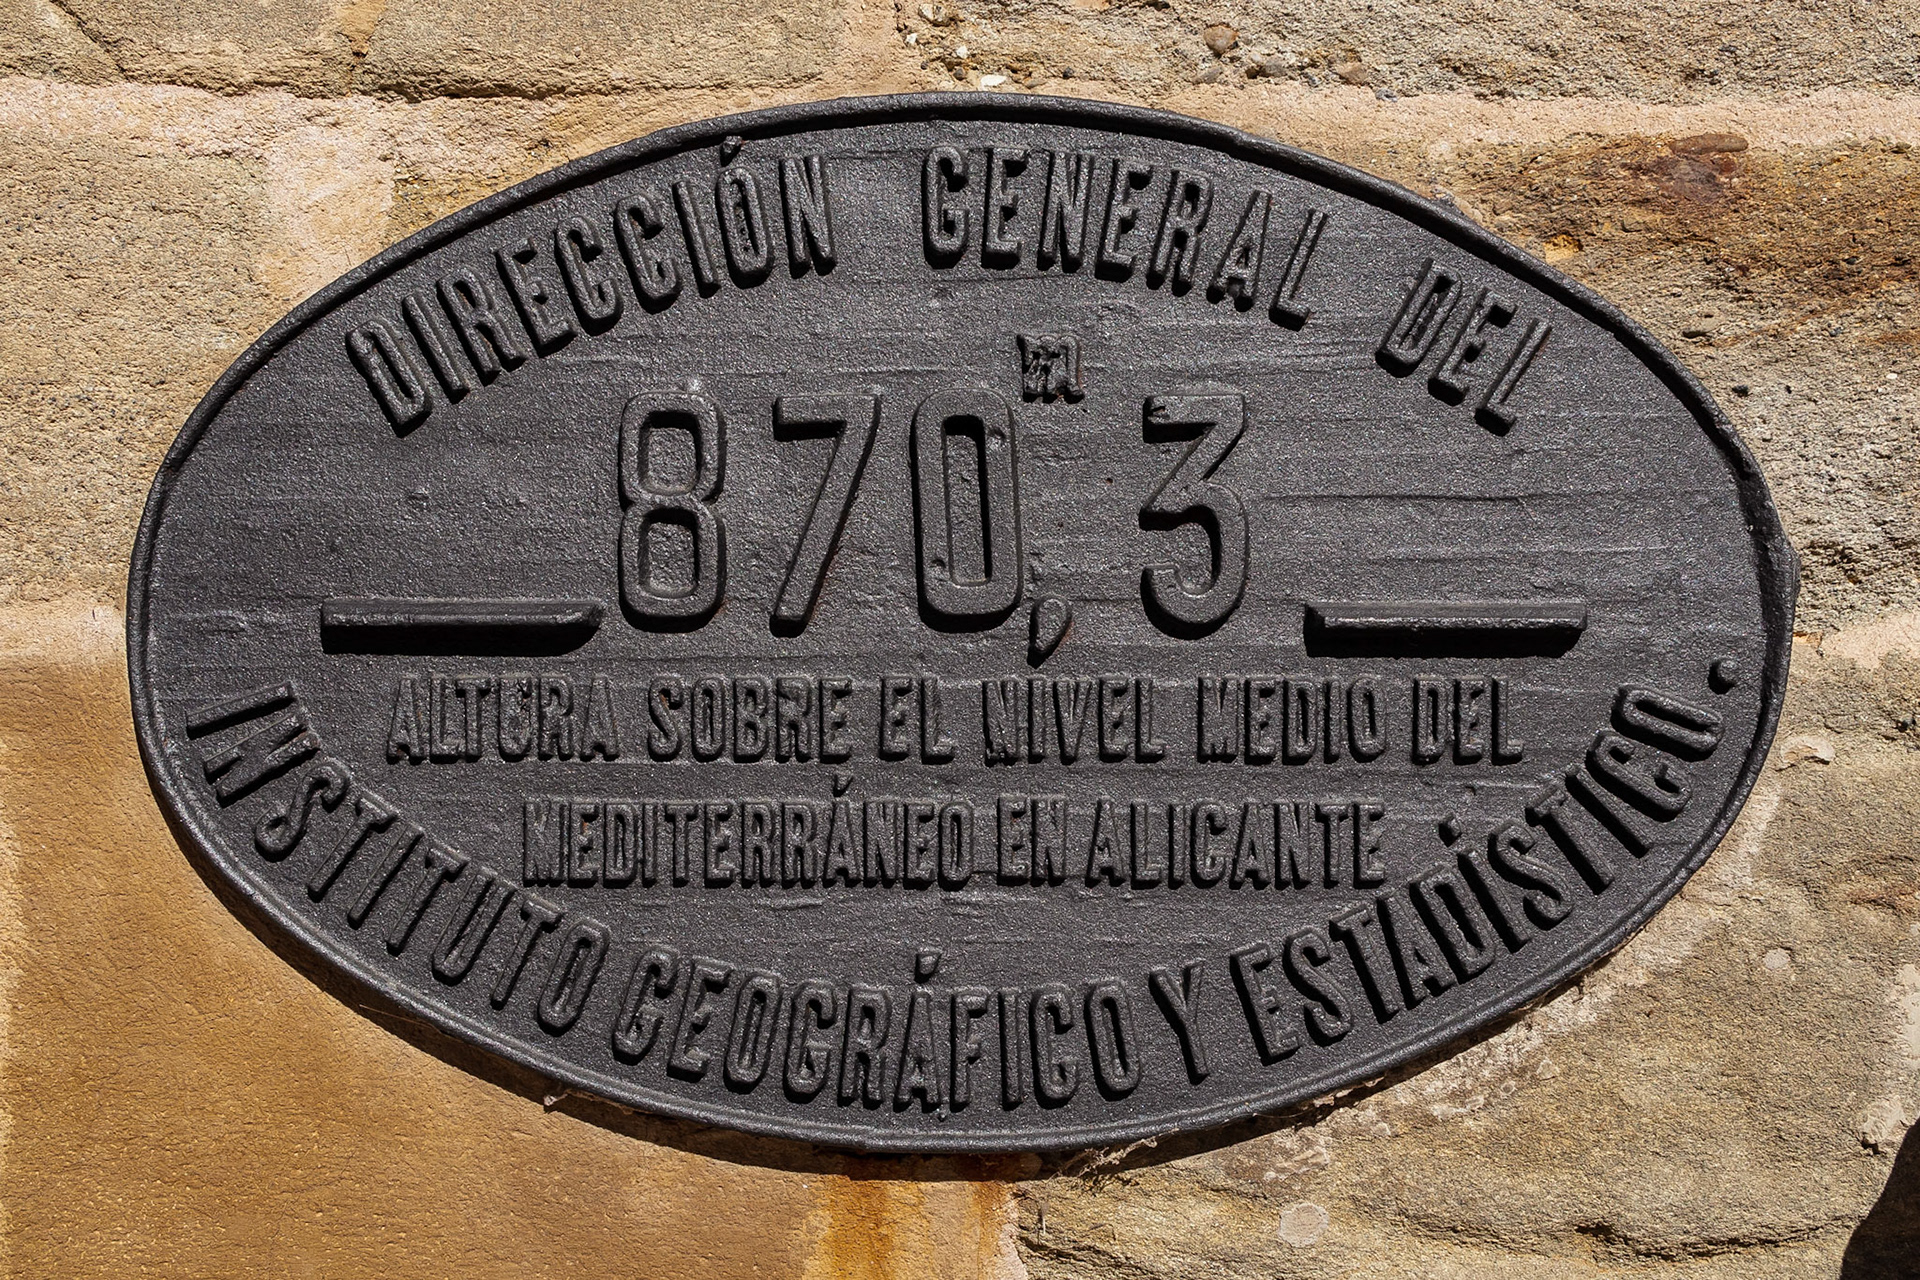 DIRECCIÓN GENERAL DEL
870,m3
ALTURA SOBRE EL NIVEL MEDIO DEL
MEDITERRÁNEO EN ALICANTE
INSTITUTO GEOGRÁFICO Y ESTADÍSTICO.